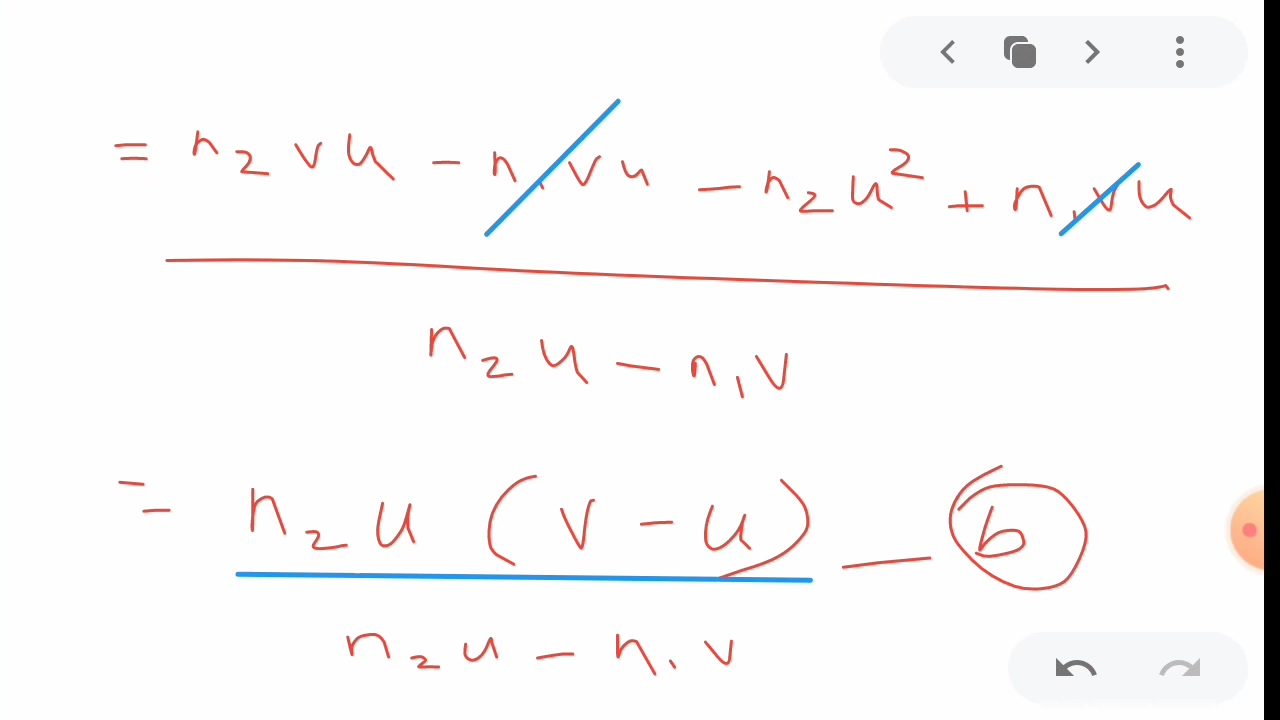 = n₂vu - n₁vu - n₂u² + n₁vu
n₂u - n₁v
= n₂u (v - u) — b
n₂u - n₁v